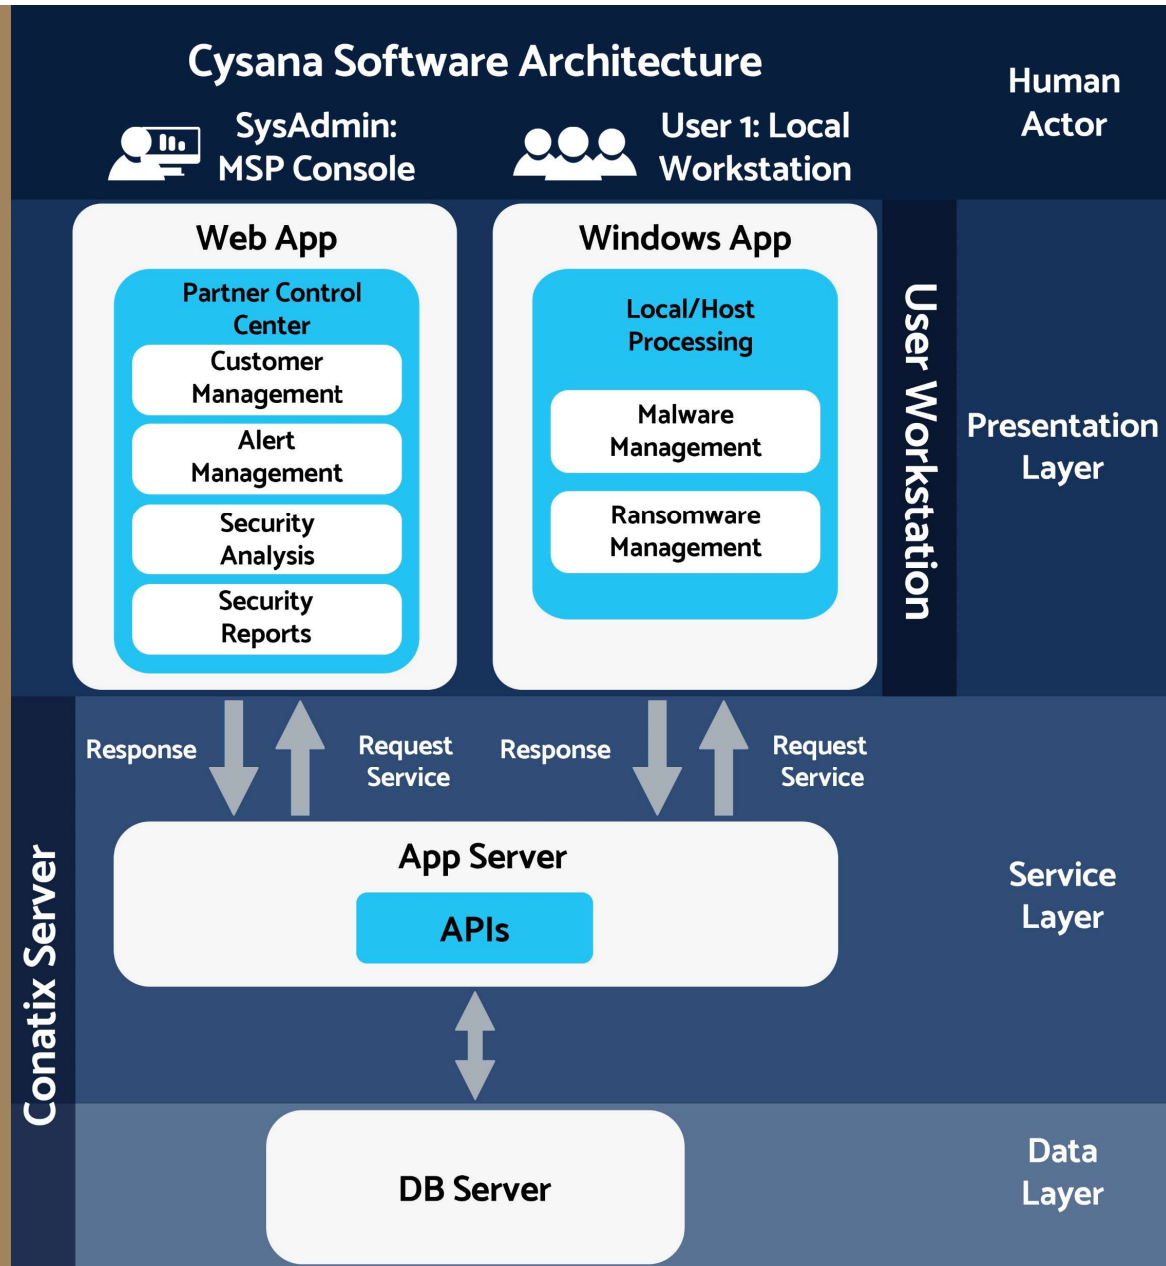 Cysana Software Architecture
Human
Actor
SysAdmin:
MSP Console
User 1: Local
Workstation
Web App
Partner Control
Center
Customer
Management
Alert
Management
Security
Analysis
Security
Reports
Windows App
Local/Host
Processing
Malware
Management
Ransomware
Management
User Workstation
Presentation
Layer
Response
Request
Service
Response
Request
Service
App Server
APIs
Service
Layer
Conatix Server
DB Server
Data
Layer